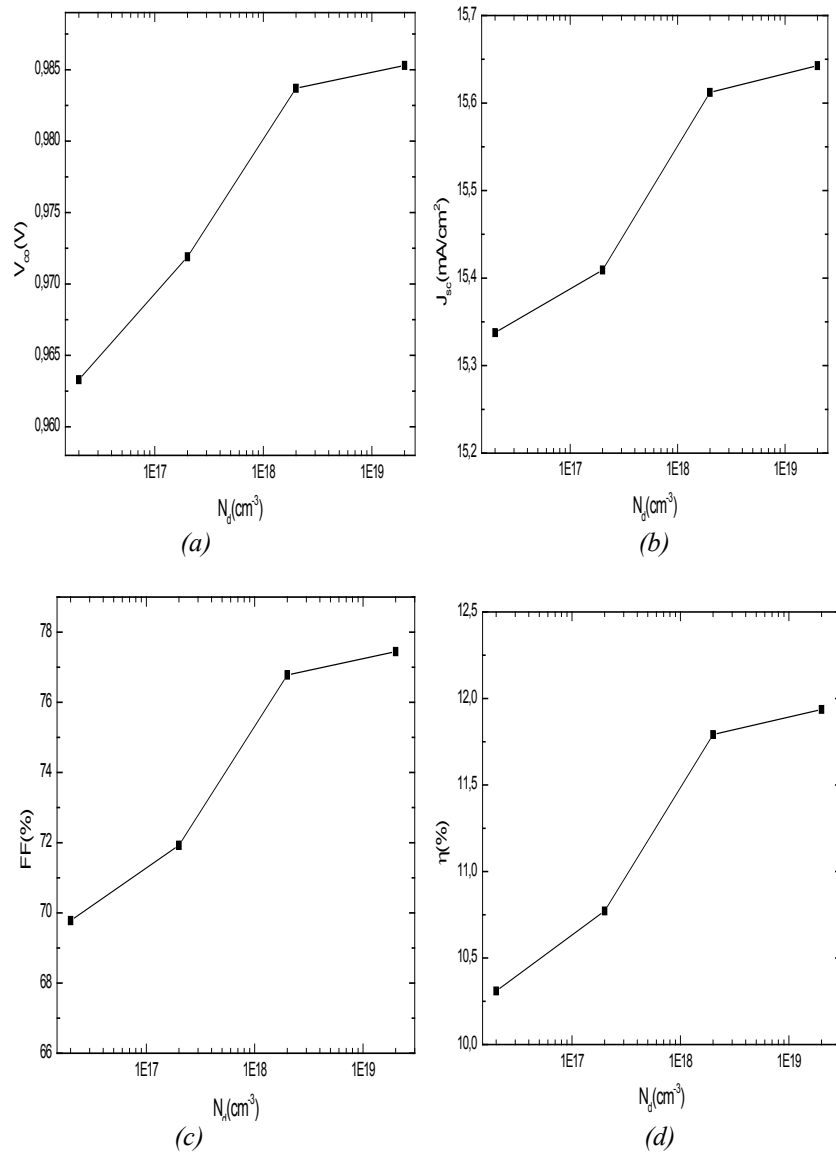 0,985
0,980
0,975
0,970
0,965
0,960
V_co(V)
1E17 1E18 1E19
N_d(cm^-3)
(a)
15,7
15,6
15,5
15,4
15,3
15,2
J_sc(mA/cm²)
1E17 1E18 1E19
N_d(cm^-3)
(b)
78
76
74
72
70
68
66
FF(%)
1E17 1E18 1E19
N_d(cm^-3)
(c)
12,5
12,0
11,5
11,0
10,5
10,0
η(%)
1E17 1E18 1E19
N_d(cm^-3)
(d)